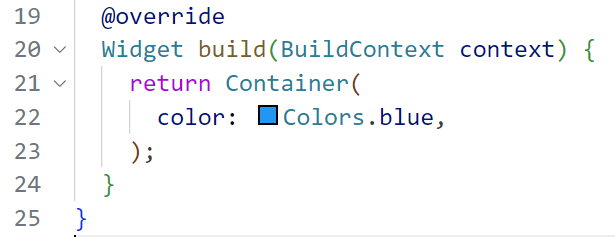 19 @override
20 Widget build(BuildContext context) {
21 return Container(
22 color: Colors.blue,
23 );
24 }
25 }